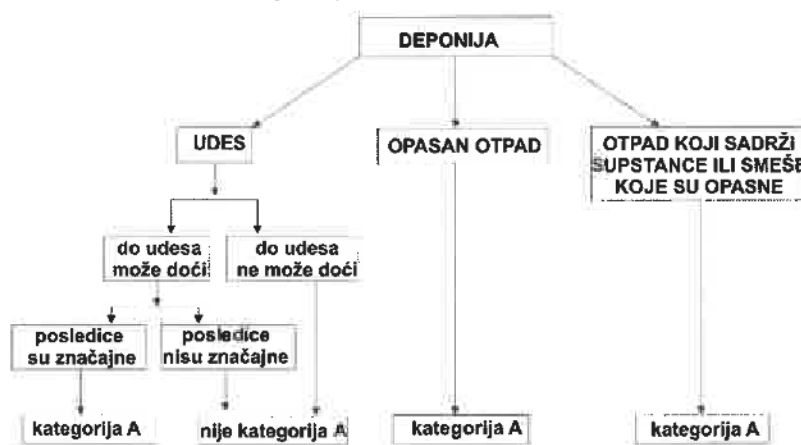 DEPONIJA
UDES
OPASAN OTPAD
OTPAD KOJI SADRŽI
SUPSTANCE ILI SMEŠE
KOJE SU OPASNE
do udesa
može doći
do udesa
ne može doći
posledice
su značajne
posledice
nisu značajne
kategorija A
nije kategorija A
kategorija A
kategorija A